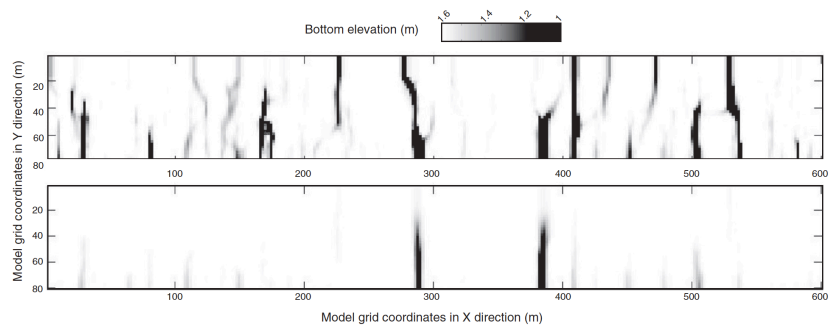 Bottom elevation (m)
1.6 1.4 1.2 1
Model grid coordinates in Y direction (m)
20
40
60
80
100 200 300 400 500 600
20
40
60
80
100 200 300 400 500 600
Model grid coordinates in X direction (m)